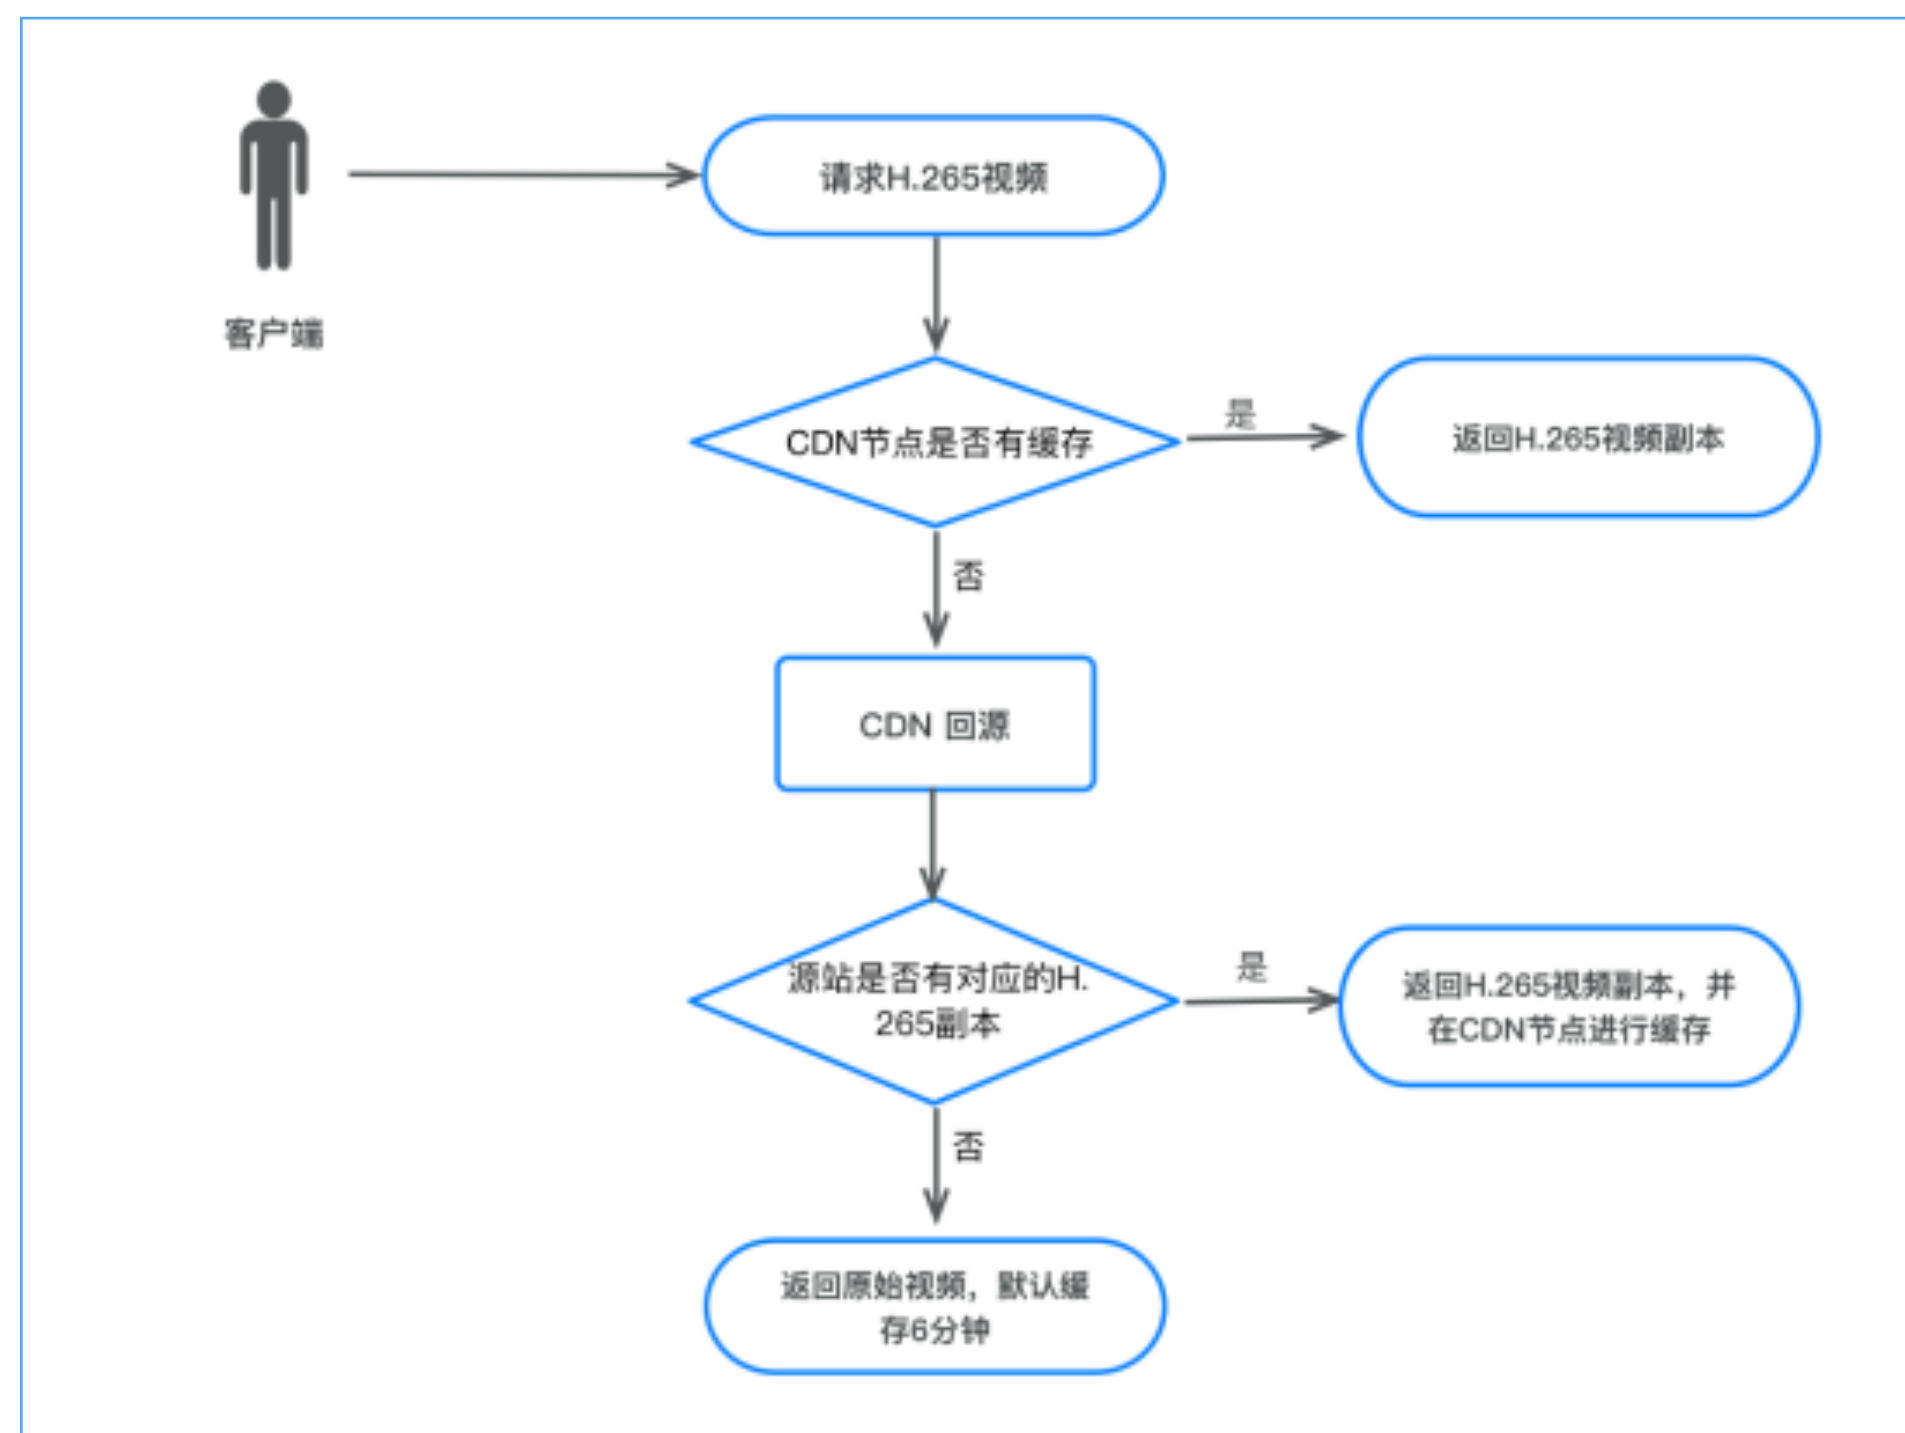 请求H.265视频
客户端
CDN节点是否有缓存
是
返回H.265视频副本
否
CDN 回源
源站是否有对应的H.
265副本
是
返回H.265视频副本，并
在CDN节点进行缓存
否
返回原始视频，默认缓
存6分钟